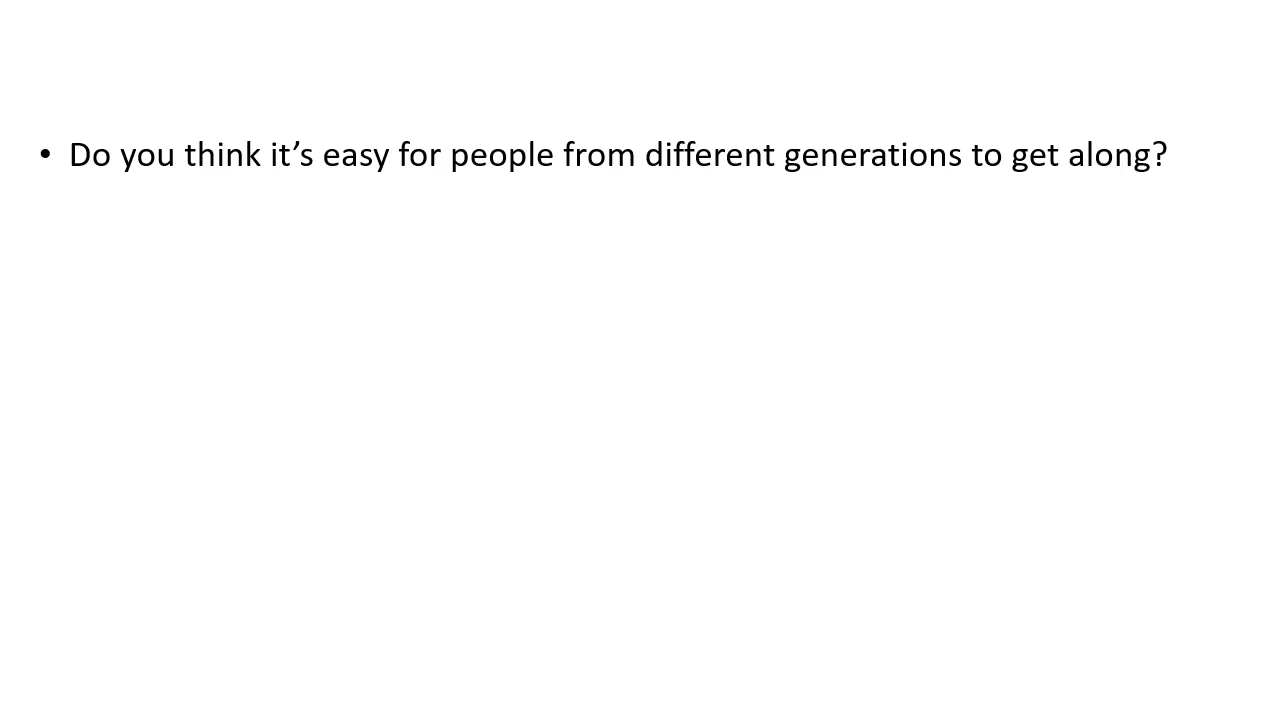 • Do you think it’s easy for people from different generations to get along?